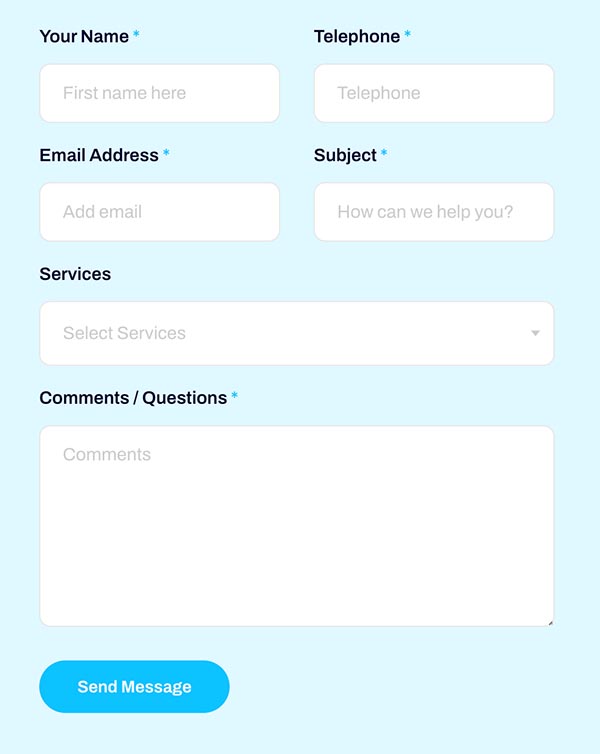 Your Name *
Telephone *
First name here
Telephone
Email Address *
Subject *
Add email
How can we help you?
Services
Select Services
Comments / Questions *
Comments
Send Message